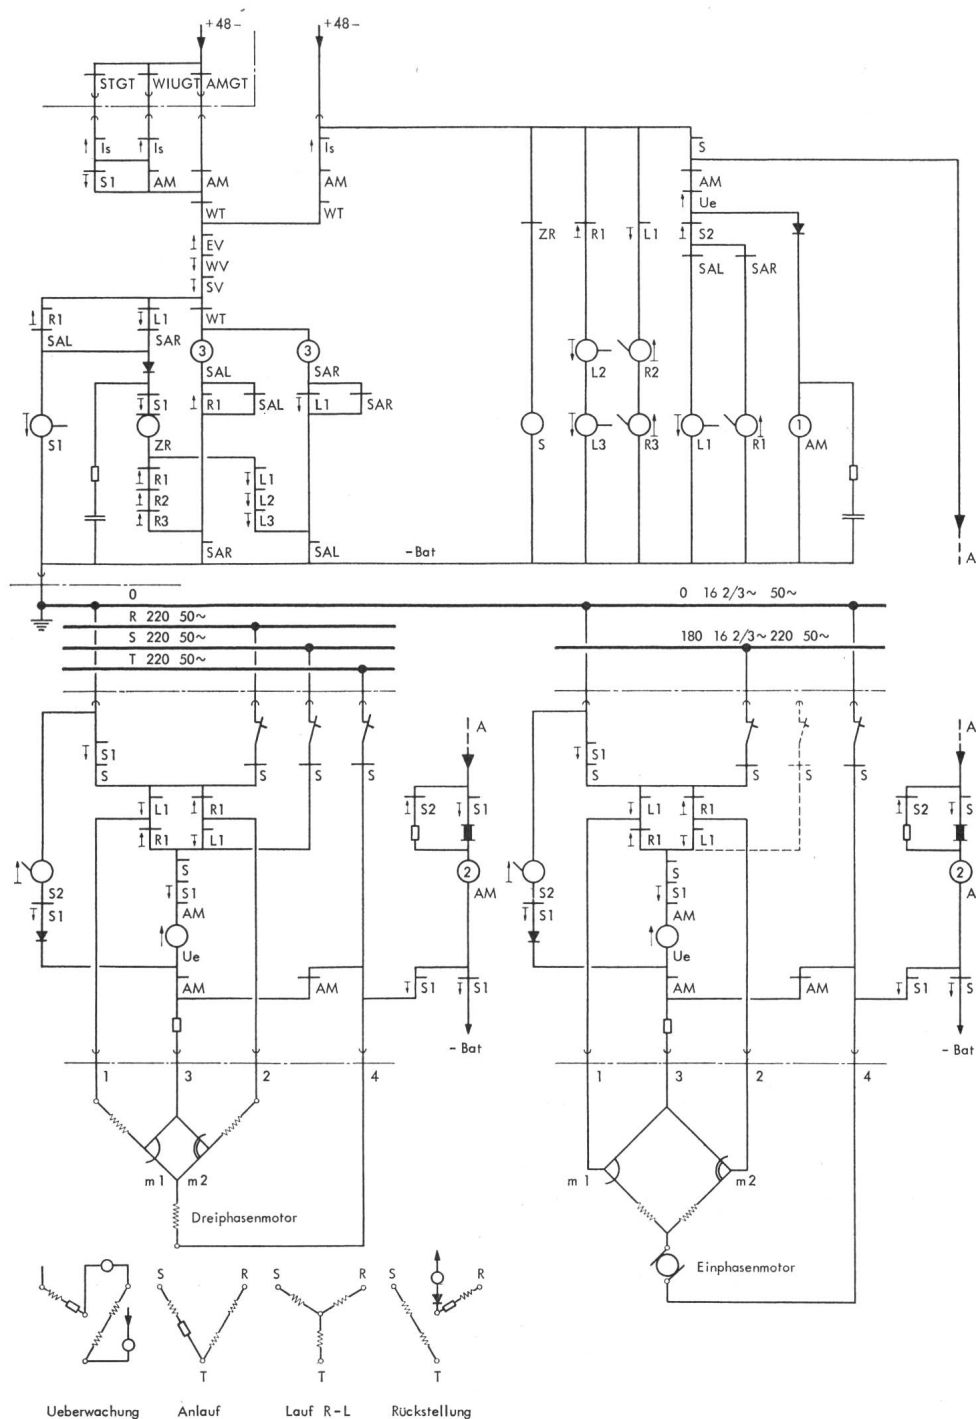 +48- +48-
STGT WIUGT AMGT
Is Is Is S
S1 AM AM AM AM
WT WT Ue
EV ZR R1 L1 S2
WV SAL SAR
SV
R1 L1 WT
SAL SAR 3 3
SAL SAR L2 R2
S1 R1 SAL L1 SAR
S1 ZR S L3 R3 L1 R1 1 AM
R1 L1
R2 L2
R3 L3
SAR SAL -Bat A
0 0 16 2/3~ 50~
R 220 50~
S 220 50~ 180 16 2/3~ 220 50~
T 220 50~
A A
S1 S1
S S S S S S S S
L1 R1 S2 S1 L1 R1 S2 S
R1 L1 R1 L1
S S
S2 2 S2 2
S1 S1 AM S1 S1 A
AM AM
Ue Ue
AM AM S1 S1 AM AM S1 S
- Bat - Bat
1 3 2 4 1 3 2 4
m1 m2 m1 m2
Dreiphasenmotor
Einphasenmotor
S R S R S R
T T T
Ueberwachung Anlauf Lauf R-L Rückstellung